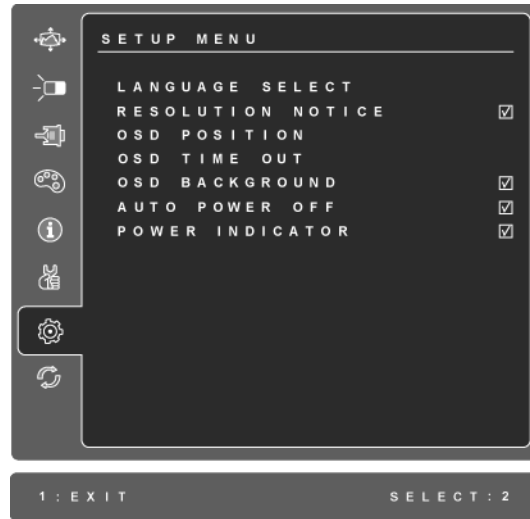 SETUP MENU
LANGUAGE SELECT
RESOLUTION NOTICE
OSD POSITION
OSD TIME OUT
OSD BACKGROUND
AUTO POWER OFF
POWER INDICATOR
1:EXIT SELECT:2